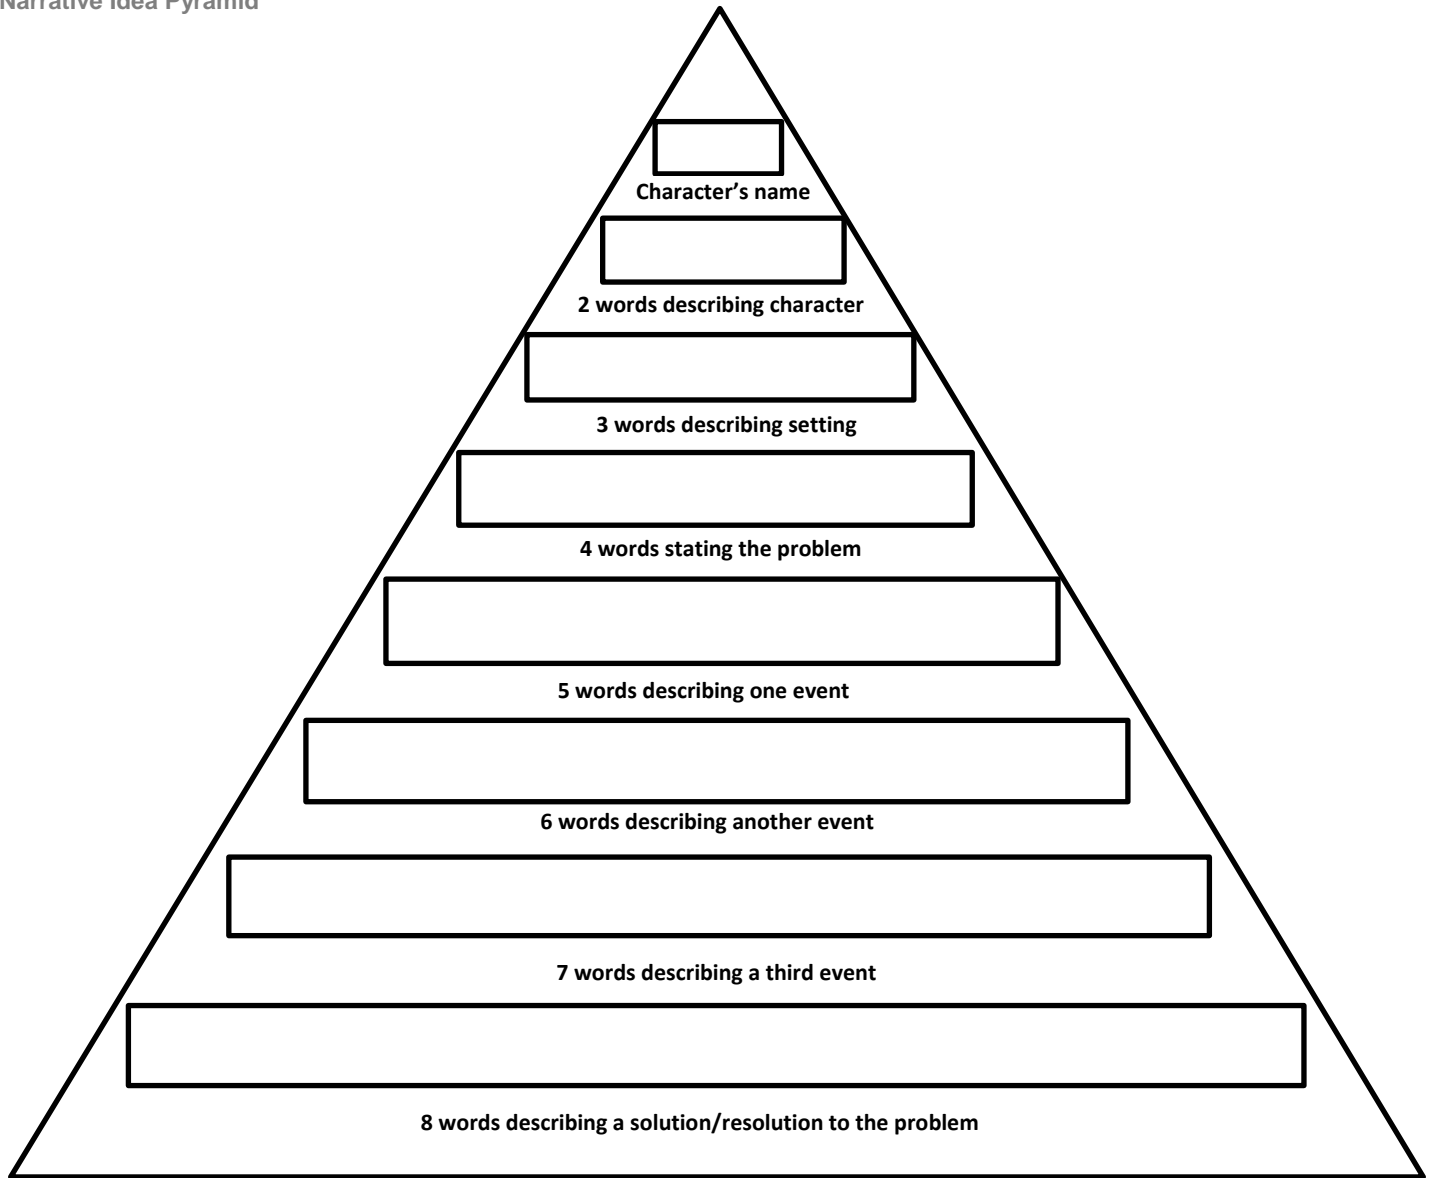 Narrative Idea Pyramid
Character’s name
2 words describing character
3 words describing setting
4 words stating the problem
5 words describing one event
6 words describing another event
7 words describing a third event
8 words describing a solution/resolution to the problem